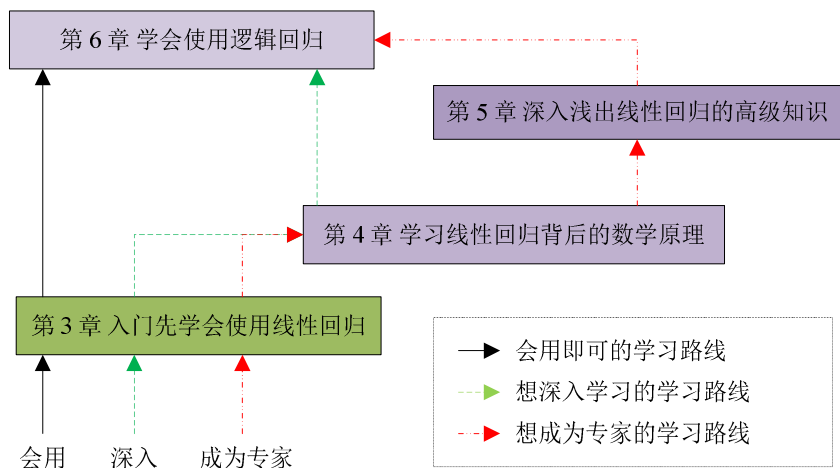 第 6 章 学会使用逻辑回归
第 5 章 深入浅出线性回归的高级知识
第 4 章 学习线性回归背后的数学原理
第 3 章 入门先学会使用线性回归
会用即可的学习路线
想深入学习的学习路线
想成为专家的学习路线
会用 深入 成为专家